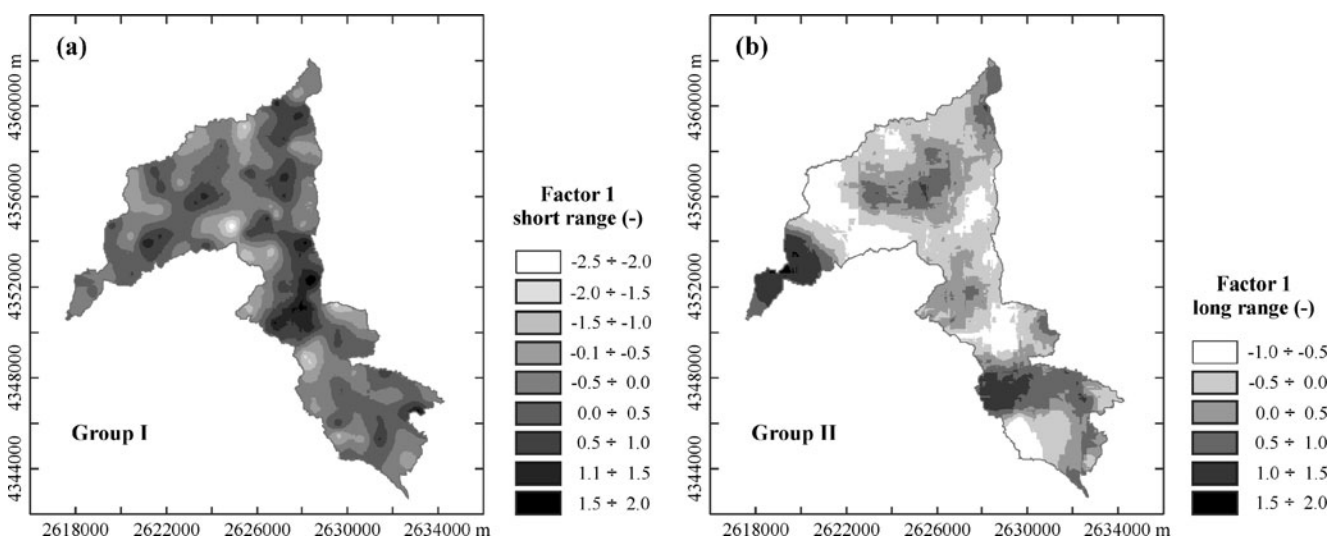 (a)
4360000 m
4356000
4352000
4348000
4344000
Group I
2618000 2622000 2626000 2630000 2634000 m
Factor 1
short range (-)
-2.5 ÷ -2.0
-2.0 ÷ -1.5
-1.5 ÷ -1.0
-0.1 ÷ -0.5
-0.5 ÷ 0.0
0.0 ÷ 0.5
0.5 ÷ 1.0
1.1 ÷ 1.5
1.5 ÷ 2.0
(b)
4360000 m
4356000
4352000
4348000
4344000
Group II
2618000 2622000 2626000 2630000 2634000 m
Factor 1
long range (-)
-1.0 ÷ -0.5
-0.5 ÷ 0.0
0.0 ÷ 0.5
0.5 ÷ 1.0
1.0 ÷ 1.5
1.5 ÷ 2.0